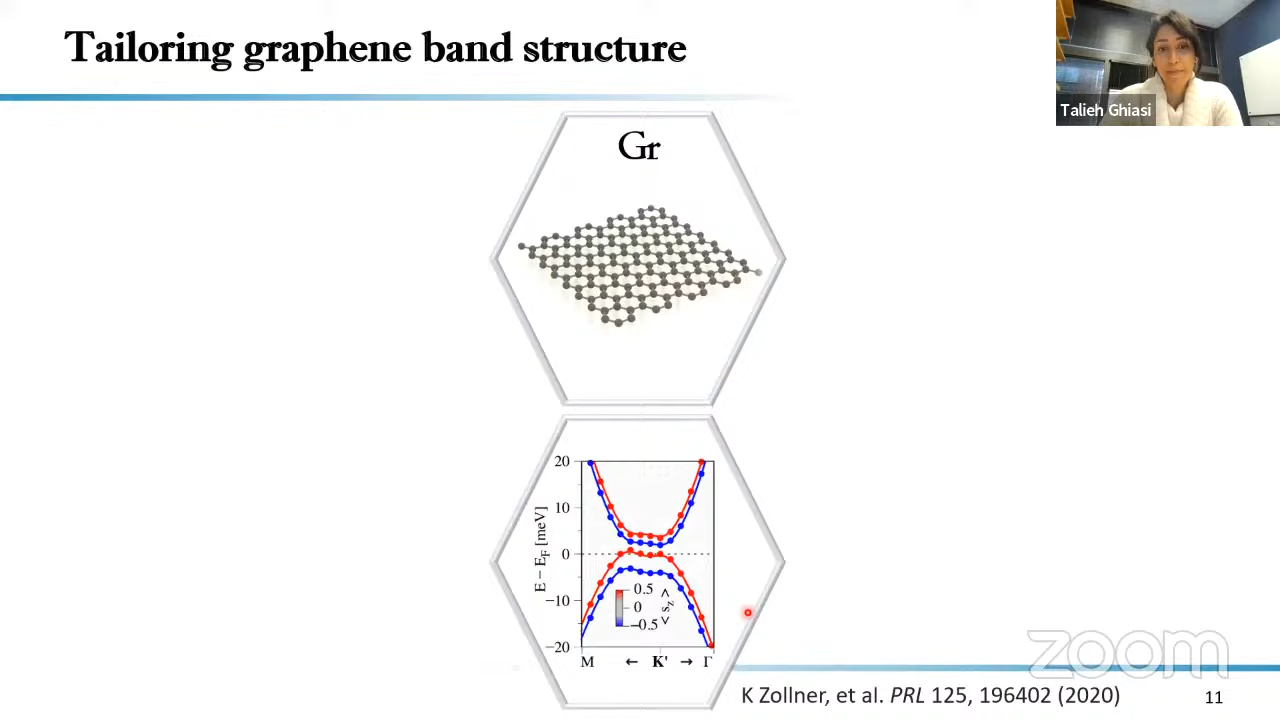 Tailoring graphene band structure
Talieh Ghiasi
Gr
20
10
0
−10
−20
E − E_F [meV]
0.5
0
−0.5
< s_z >
M ← K' → Γ
zoom
K Zollner, et al. PRL 125, 196402 (2020)
11